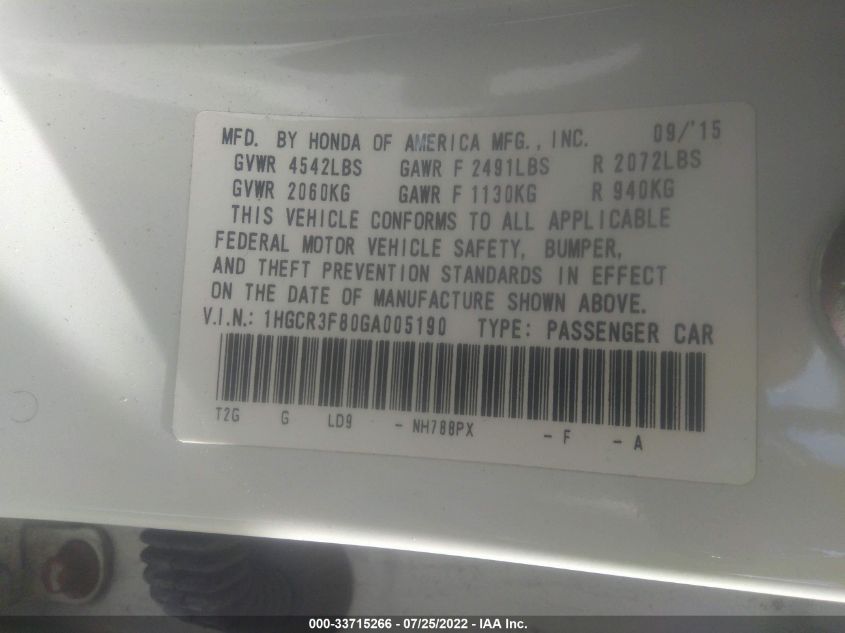 MFD. BY HONDA OF AMERICA MFG., INC. 09/'15
GVWR 4542LBS GAWR F 2491LBS R 2072LBS
GVWR 2060KG GAWR F 1130KG R 940KG
THIS VEHICLE CONFORMS TO ALL APPLICABLE
FEDERAL MOTOR VEHICLE SAFETY, BUMPER,
AND THEFT PREVENTION STANDARDS IN EFFECT
ON THE DATE OF MANUFACTURE SHOWN ABOVE.
V.I.N.: 1HGCR3F80GA005190 TYPE: PASSENGER CAR
T2G G LD9 - NH788PX - F - A
000-33715266 - 07/25/2022 - IAA Inc.